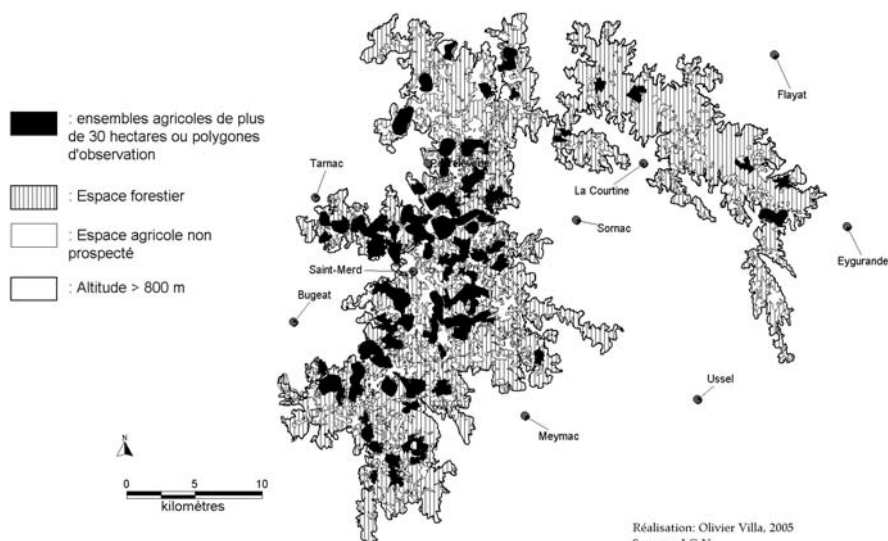 : ensembles agricoles de plus
de 30 hectares ou polygones
d'observation
: Espace forestier
: Espace agricole non
prospecté
: Altitude > 800 m
Flayat
Tarnac
La Courtine
Sornac
Eygurande
Saint-Merd
Bugeat
Ussel
Meymac
N
0 5 10
kilomètres
Réalisation: Olivier Villa, 2005